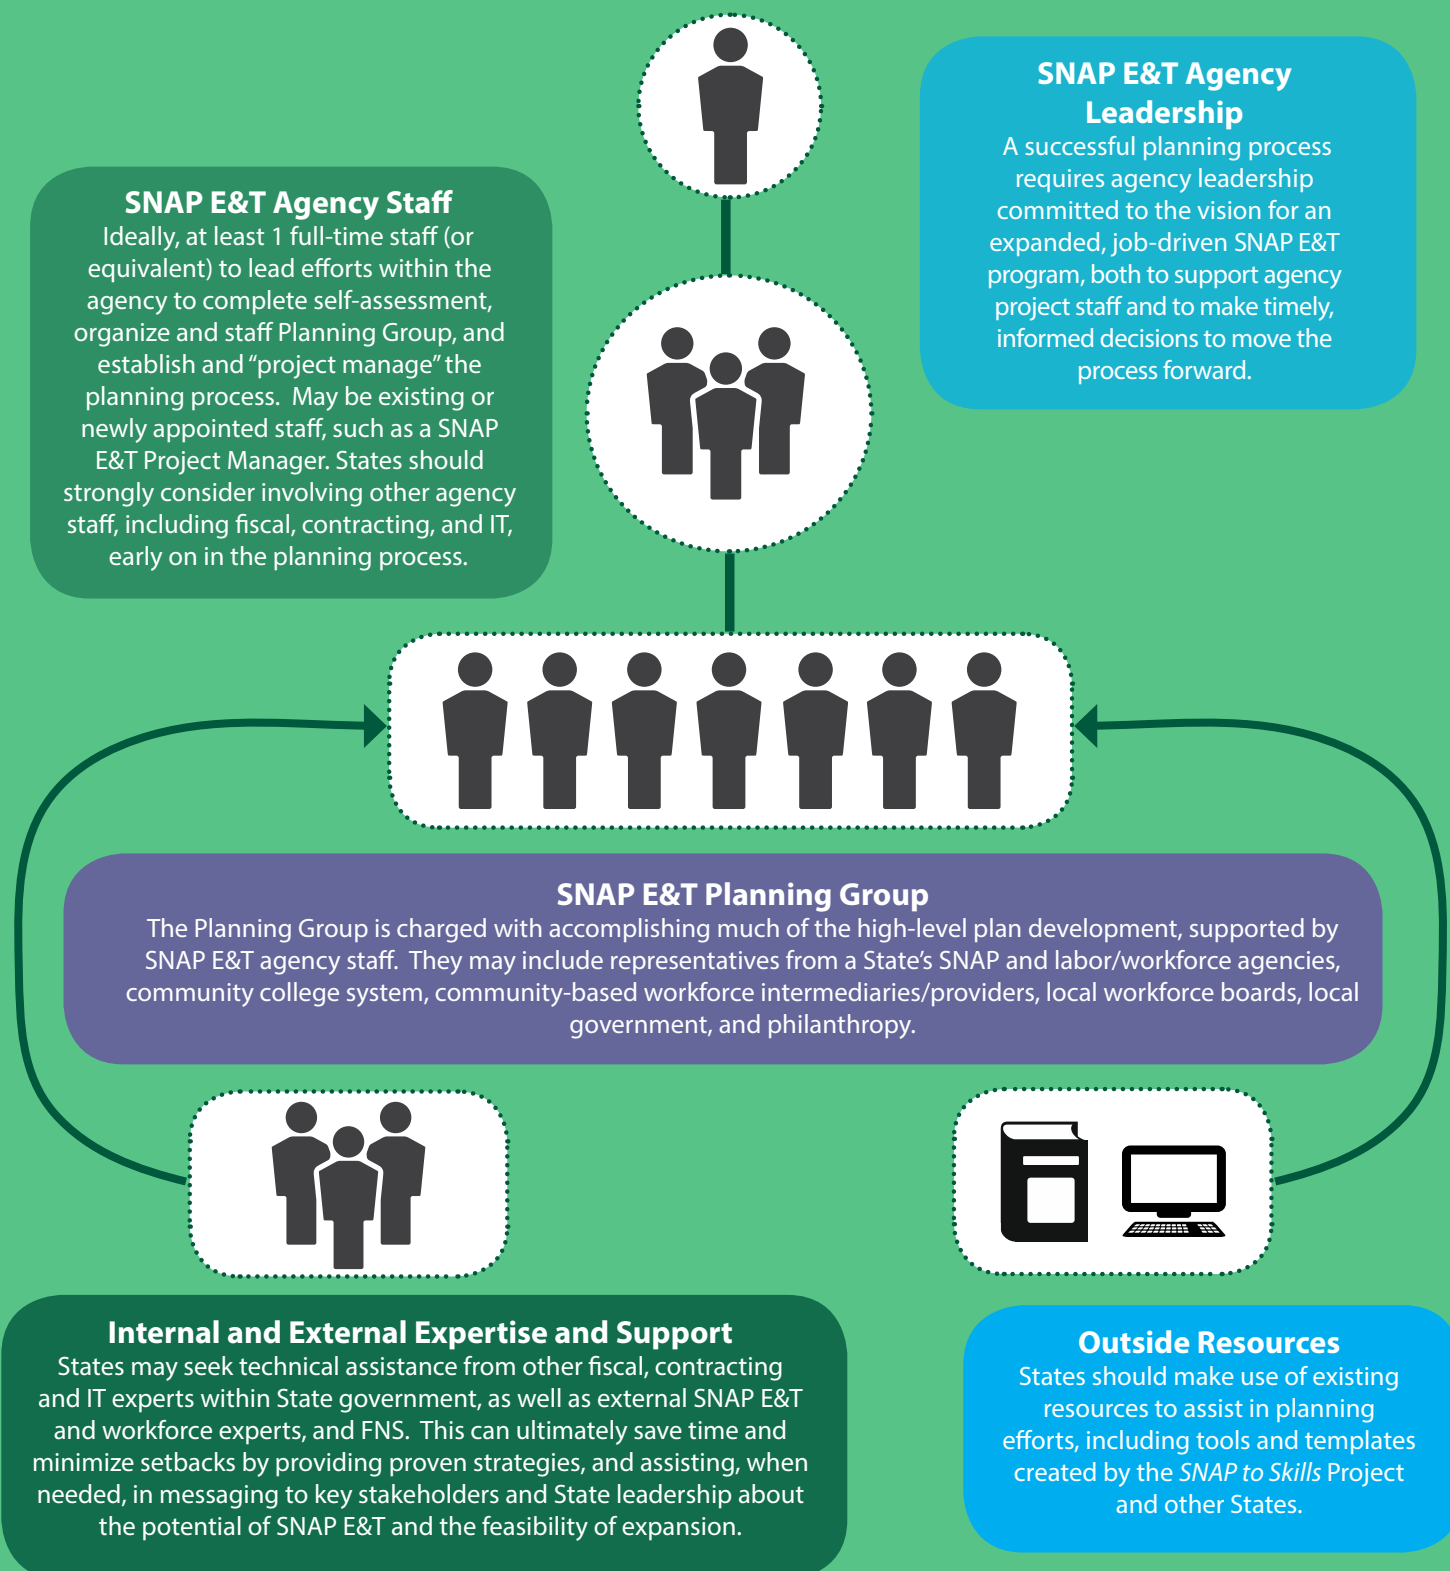 SNAP E&T Agency
Leadership
A successful planning process
requires agency leadership
committed to the vision for an
expanded, job-driven SNAP E&T
program, both to support agency
project staff and to make timely,
informed decisions to move the
process forward.
SNAP E&T Agency Staff
Ideally, at least 1 full-time staff (or
equivalent) to lead efforts within the
agency to complete self-assessment,
organize and staff Planning Group, and
establish and “project manage” the
planning process. May be existing or
newly appointed staff, such as a SNAP
E&T Project Manager. States should
strongly consider involving other agency
staff, including fiscal, contracting, and IT,
early on in the planning process.
SNAP E&T Planning Group
The Planning Group is charged with accomplishing much of the high-level plan development, supported by
SNAP E&T agency staff. They may include representatives from a State’s SNAP and labor/workforce agencies,
community college system, community-based workforce intermediaries/providers, local workforce boards, local
government, and philanthropy.
Internal and External Expertise and Support
States may seek technical assistance from other fiscal, contracting
and IT experts within State government, as well as external SNAP E&T
and workforce experts, and FNS. This can ultimately save time and
minimize setbacks by providing proven strategies, and assisting, when
needed, in messaging to key stakeholders and State leadership about
the potential of SNAP E&T and the feasibility of expansion.
Outside Resources
States should make use of existing
resources to assist in planning
efforts, including tools and templates
created by the SNAP to Skills Project
and other States.